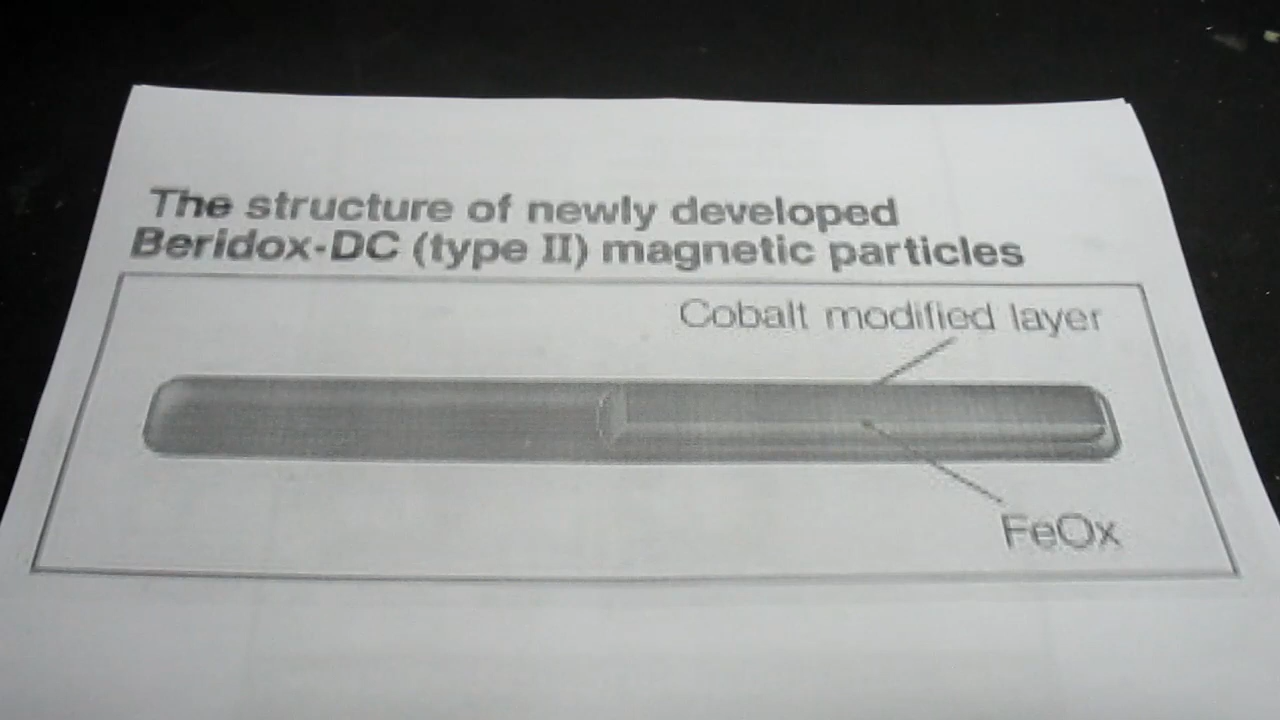 The structure of newly developed
Beridox-DC (type II) magnetic particles
Cobalt modified layer
FeOx